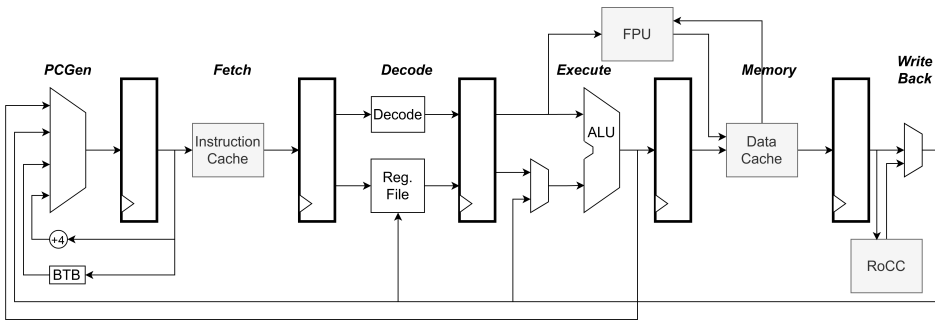 FPU
PCGen
Fetch
Decode
Execute
Memory
Write
Back
Instruction
Cache
Decode
Reg.
File
ALU
Data
Cache
+4
BTB
RoCC